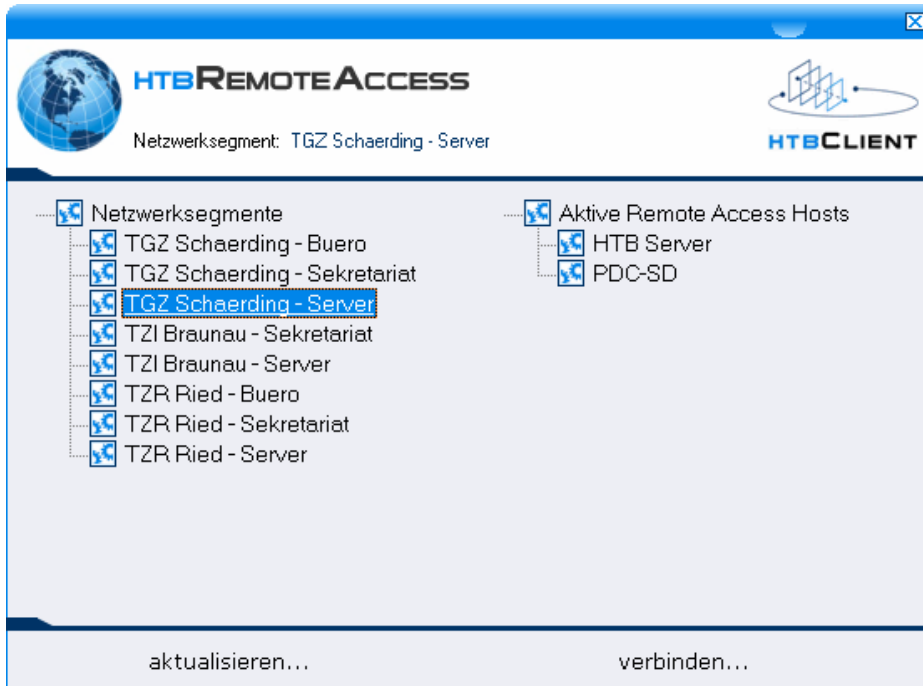 HTBREMOTEACCESS
Netzwerksegment: TGZ Schaerding - Server
HTBCLIENT
Netzwerksegmente
TGZ Schaerding - Buero
TGZ Schaerding - Sekretariat
TGZ Schaerding - Server
TZI Braunau - Sekretariat
TZI Braunau - Server
TZR Ried - Buero
TZR Ried - Sekretariat
TZR Ried - Server
Aktive Remote Access Hosts
HTB Server
PDC-SD
aktualisieren...
verbinden...